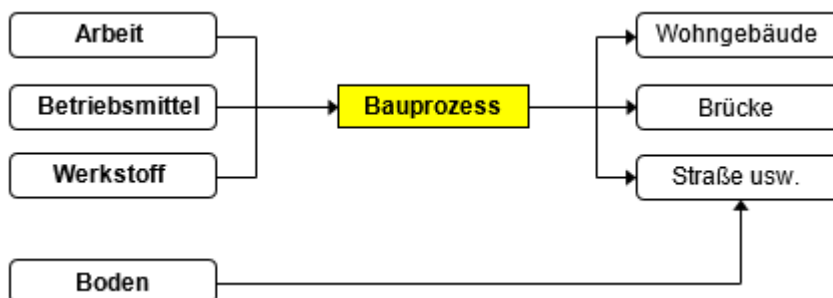 Arbeit
Betriebsmittel
Werkstoff
Boden
Bauprozess
Wohngebäude
Brücke
Straße usw.